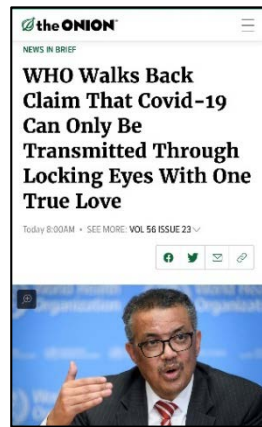 the ONION
NEWS IN BRIEF
WHO Walks Back
Claim That Covid-19
Can Only Be
Transmitted Through
Locking Eyes With One
True Love
Today 8:00AM • SEE MORE: VOL 56 ISSUE 23